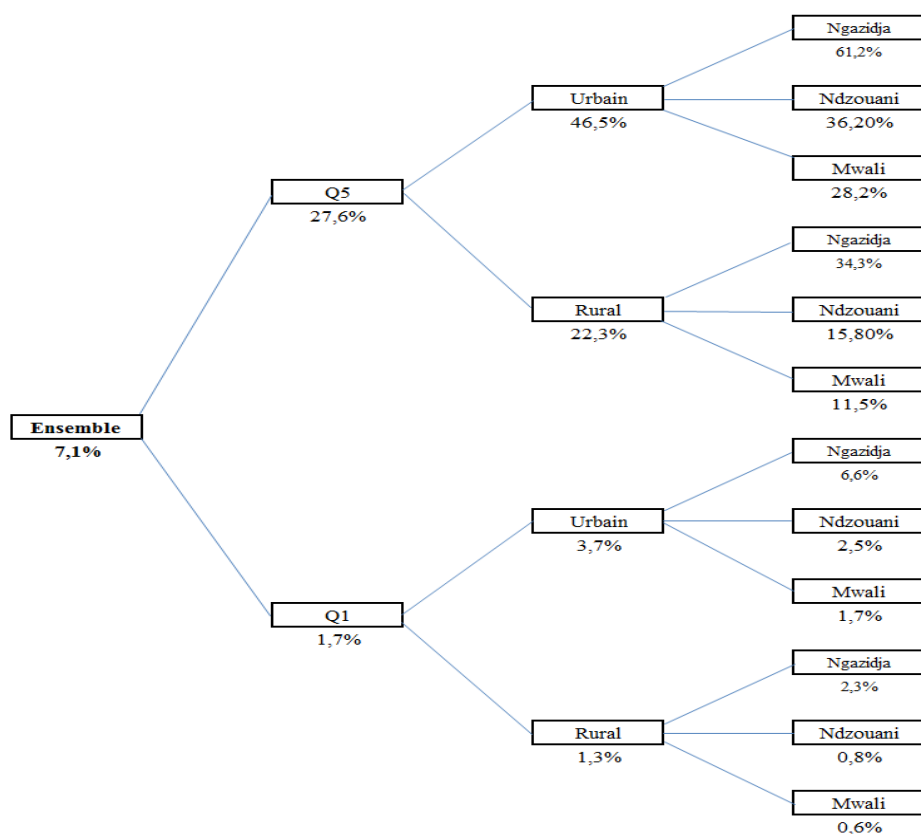 Ensemble
7,1%
Q5
27,6%
Urbain
46,5%
Ngazidja
61,2%
Ndzouani
36,20%
Mwali
28,2%
Rural
22,3%
Ngazidja
34,3%
Ndzouani
15,80%
Mwali
11,5%
Q1
1,7%
Urbain
3,7%
Ngazidja
6,6%
Ndzouani
2,5%
Mwali
1,7%
Rural
1,3%
Ngazidja
2,3%
Ndzouani
0,8%
Mwali
0,6%